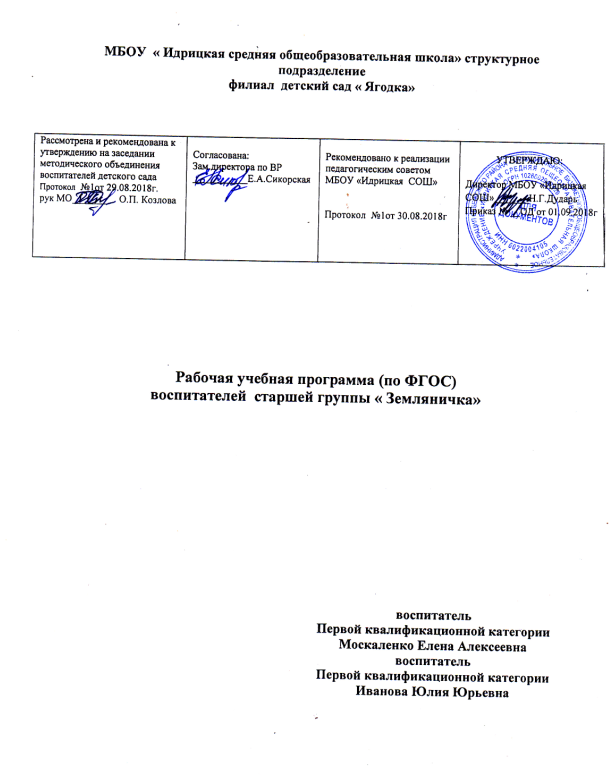 МБОУ « Идрицкая средняя общеобразовательная школа» структурное
подразделение
филиал детский сад « Ягодка»
Рассмотрена и рекомендована к
утверждению на заседании
методического объединения
воспитателей детского сада
Протокол №1от 29.08.2018г.
рук МО О.П. Козлова
Согласована:
Зам.директора по ВР
Е.А.Сикорская
Рекомендовано к реализации
педагогическим советом
МБОУ «Идрицкая СОШ»
Протокол №1от 30.08.2018г
УТВЕРЖДАЮ:
Директор МБОУ «Идрицкая
СОШ» Н.Г.Дударь
Приказ ОД от 01.09.2018г
ДЛЯ
ДОКУМЕНТОВ
Рабочая учебная программа (по ФГОС)
воспитателей старшей группы « Земляничка»
воспитатель
Первой квалификационной категории
Москаленко Елена Алексеевна
воспитатель
Первой квалификационной категории
Иванова Юлия Юрьевна